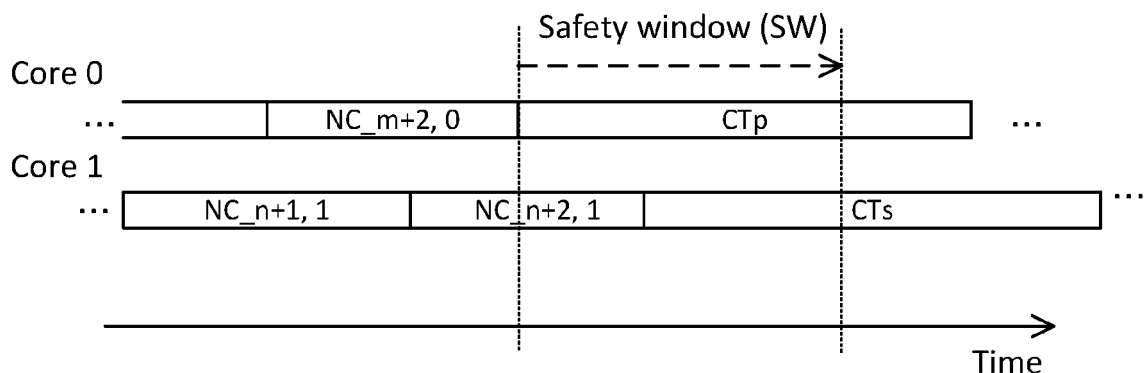 Safety window (SW)
Core 0
... NC_m+2, 0 CTp ...
Core 1
... NC_n+1, 1 NC_n+2, 1 CTs ...
Time